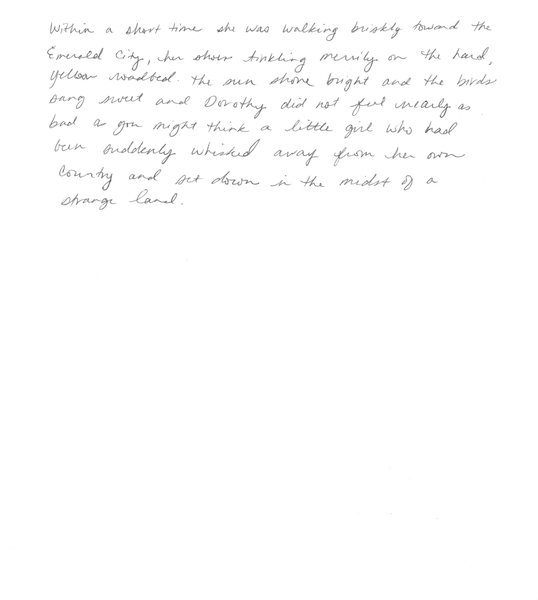 Within a short time she was walking briskly toward the
Emerald City, her shoes tinkling merrily on the hard,
yellow roadbed. The sun shone bright and the birds
sang sweet and Dorothy did not feel nearly as
bad as you might think a little girl who had
been suddenly whisked away from her own
country and set down in the midst of a
strange land.